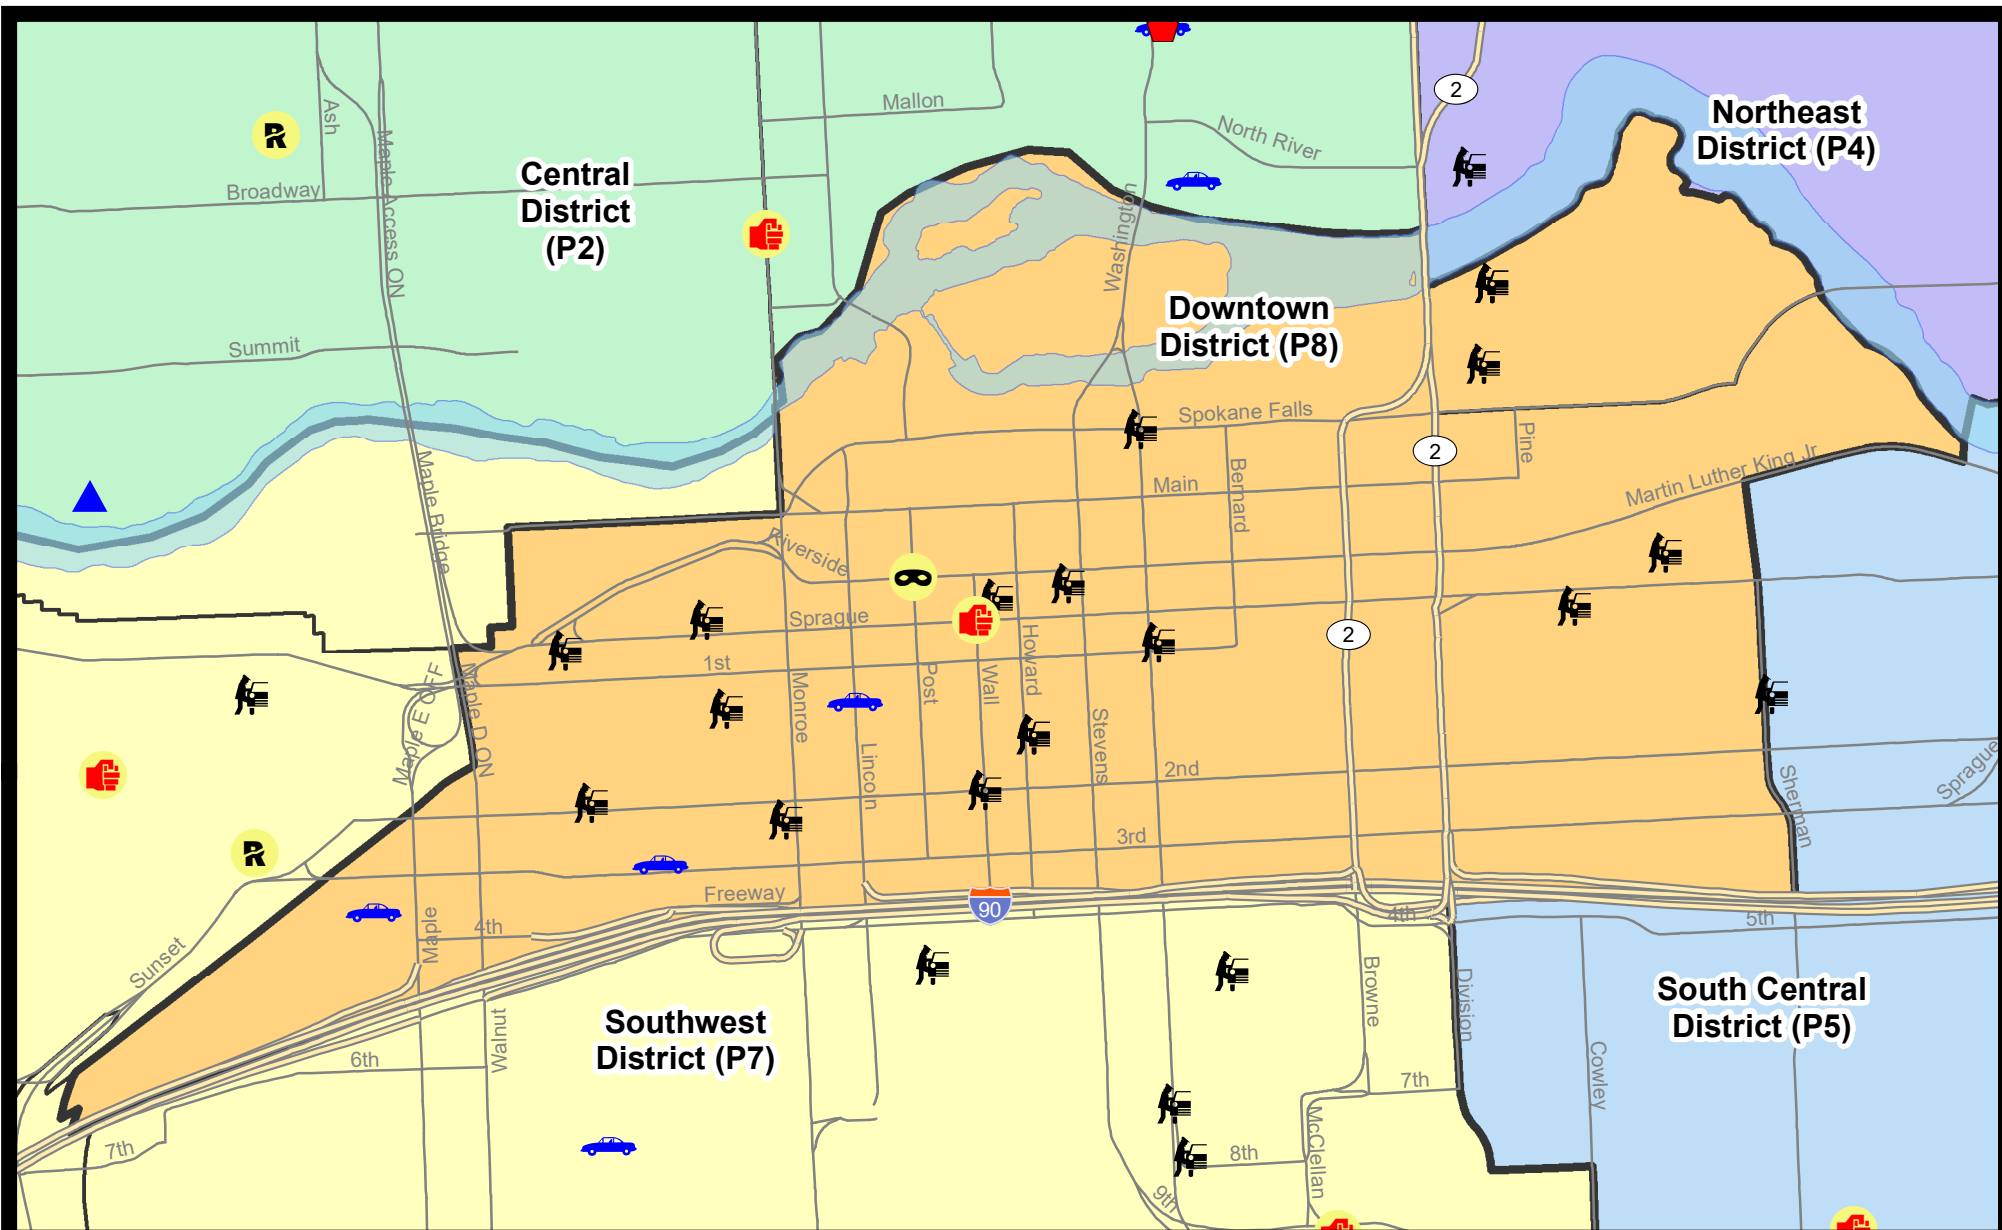 2
Mallon
North River
Northeast
District (P4)
Ash
Maple Access ON
Central
District
(P2)
Broadway
Washington
Downtown
District (P8)
Summit
Spokane Falls
Pine
2
Maple Bridge
Main
Bernard
Martin Luther King Jr
Riverside
Sprague
Howard
2
1st
Post
Wall
Monroe
Maple E OFF
Maple D ON
Stevens
Lincoln
2nd
Sherman
Sprague
3rd
Freeway
90
4th
Maple
4th
5th
Sunset
Browne
Division
South Central
District (P5)
Southwest
District (P7)
Walnut
6th
Cowley
7th
McClellan
7th
8th
9th
R
R